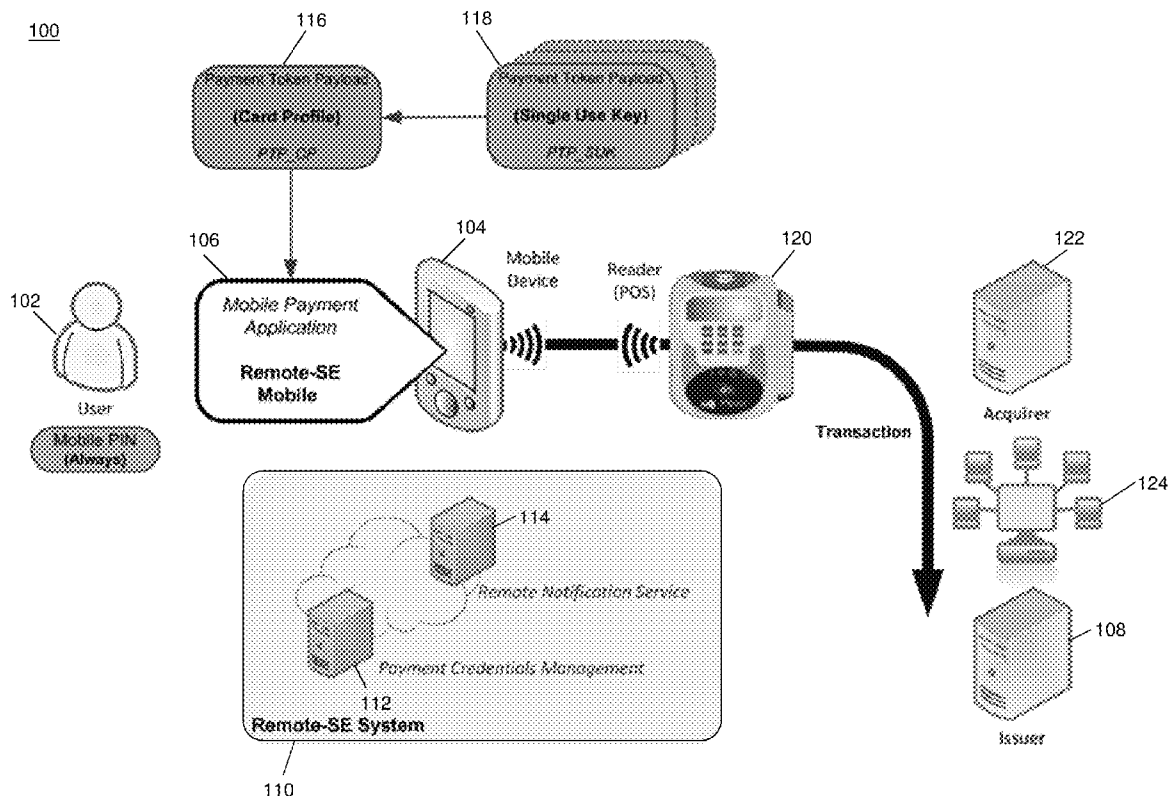 100
116
118
Payment Token Payload
(Card Profile)
PTP_CP
Payment Token Payload
(Single Use Key)
PTP_SUK
106
104
Mobile
Device
Reader
(POS)
120
122
102
Mobile Payment
Application
Remote-SE
Mobile
User
Mobile PIN
(Always)
Transaction
Acquirer
124
114
Remote Notification Service
Payment Credentials Management
112
Remote-SE System
110
108
Issuer